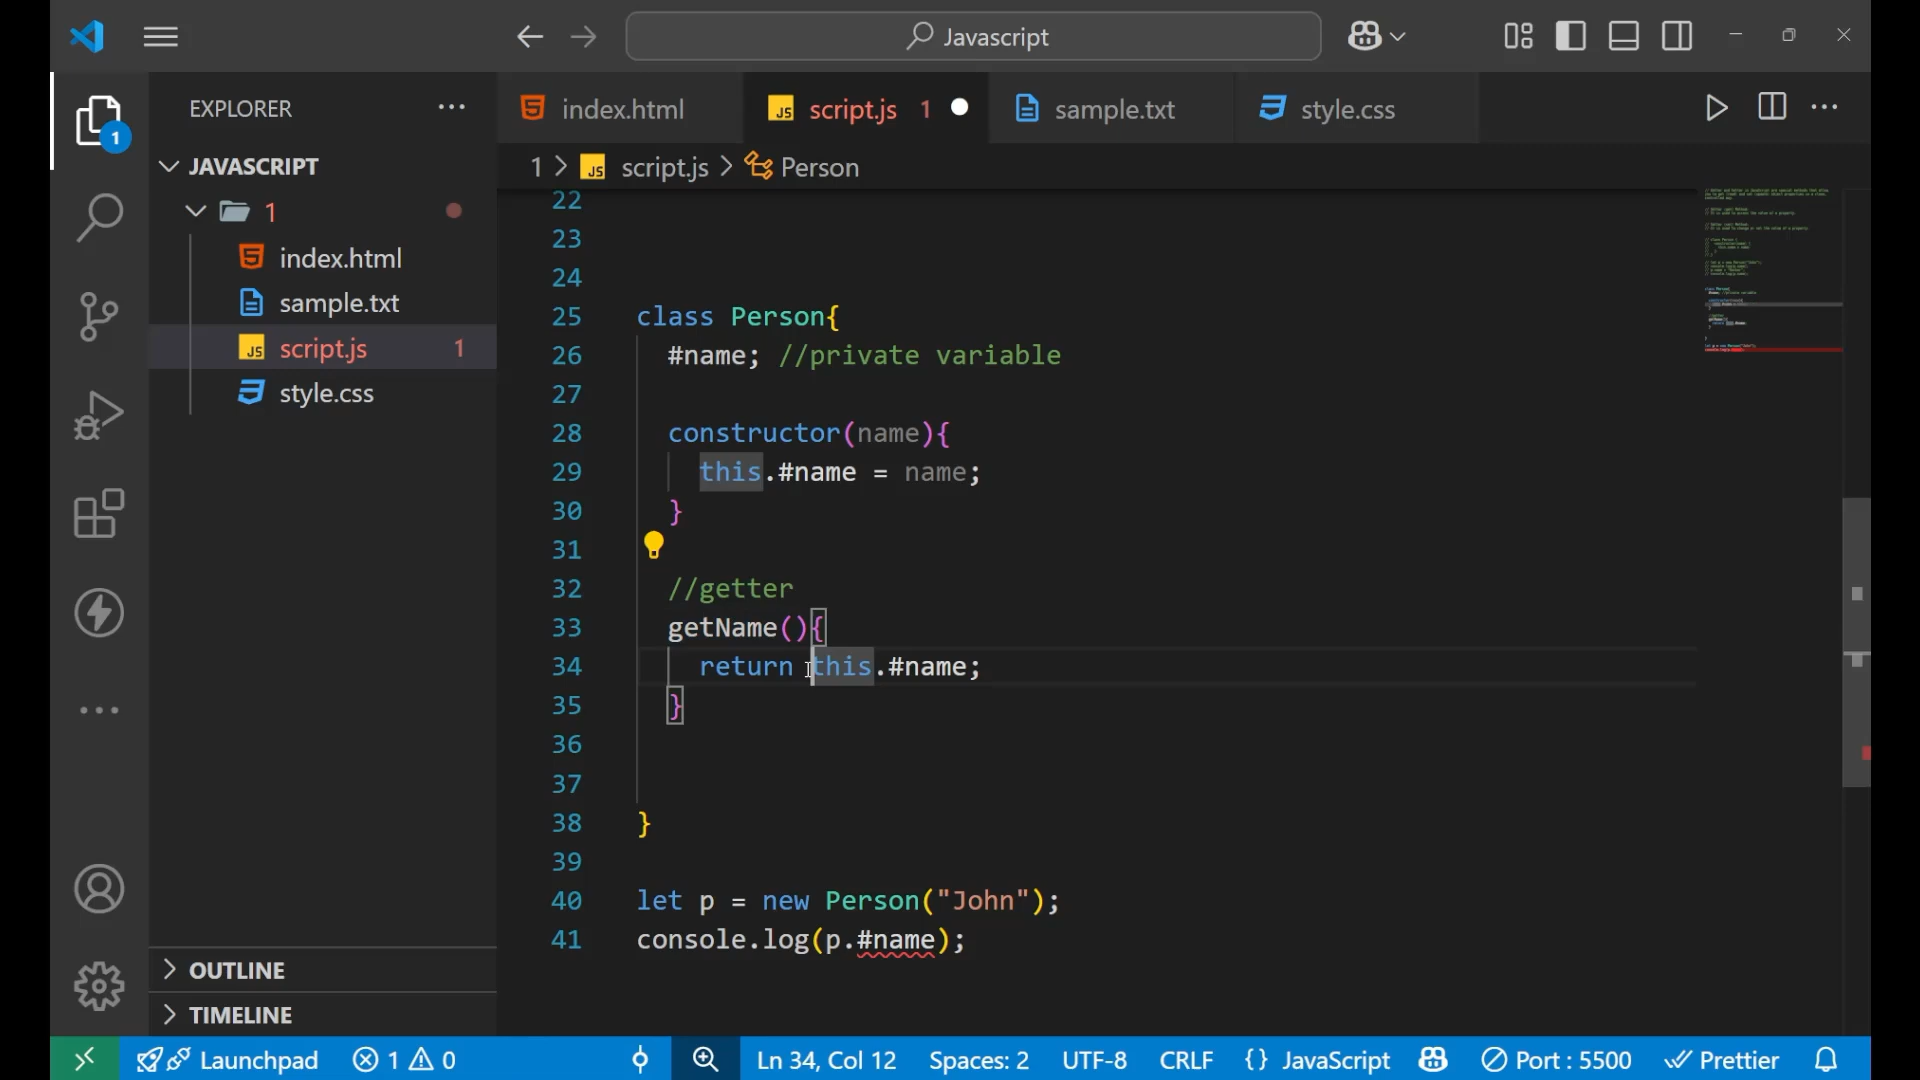 Javascript
EXPLORER
index.html
script.js 1
sample.txt
style.css
1 > script.js > Person
JAVASCRIPT
1
index.html
sample.txt
script.js 1
style.css
1
22
23
24
25 class Person{
26 #name; //private variable
27
28 constructor(name){
29 this.#name = name;
30 }
31
32 //getter
33 getName(){
34 return this.#name;
35 }
36
37
38 }
39
40 let p = new Person("John");
41 console.log(p.#name);
OUTLINE
TIMELINE
Launchpad 1 0 Ln 34, Col 12 Spaces: 2 UTF-8 CRLF {} JavaScript Port : 5500 Prettier